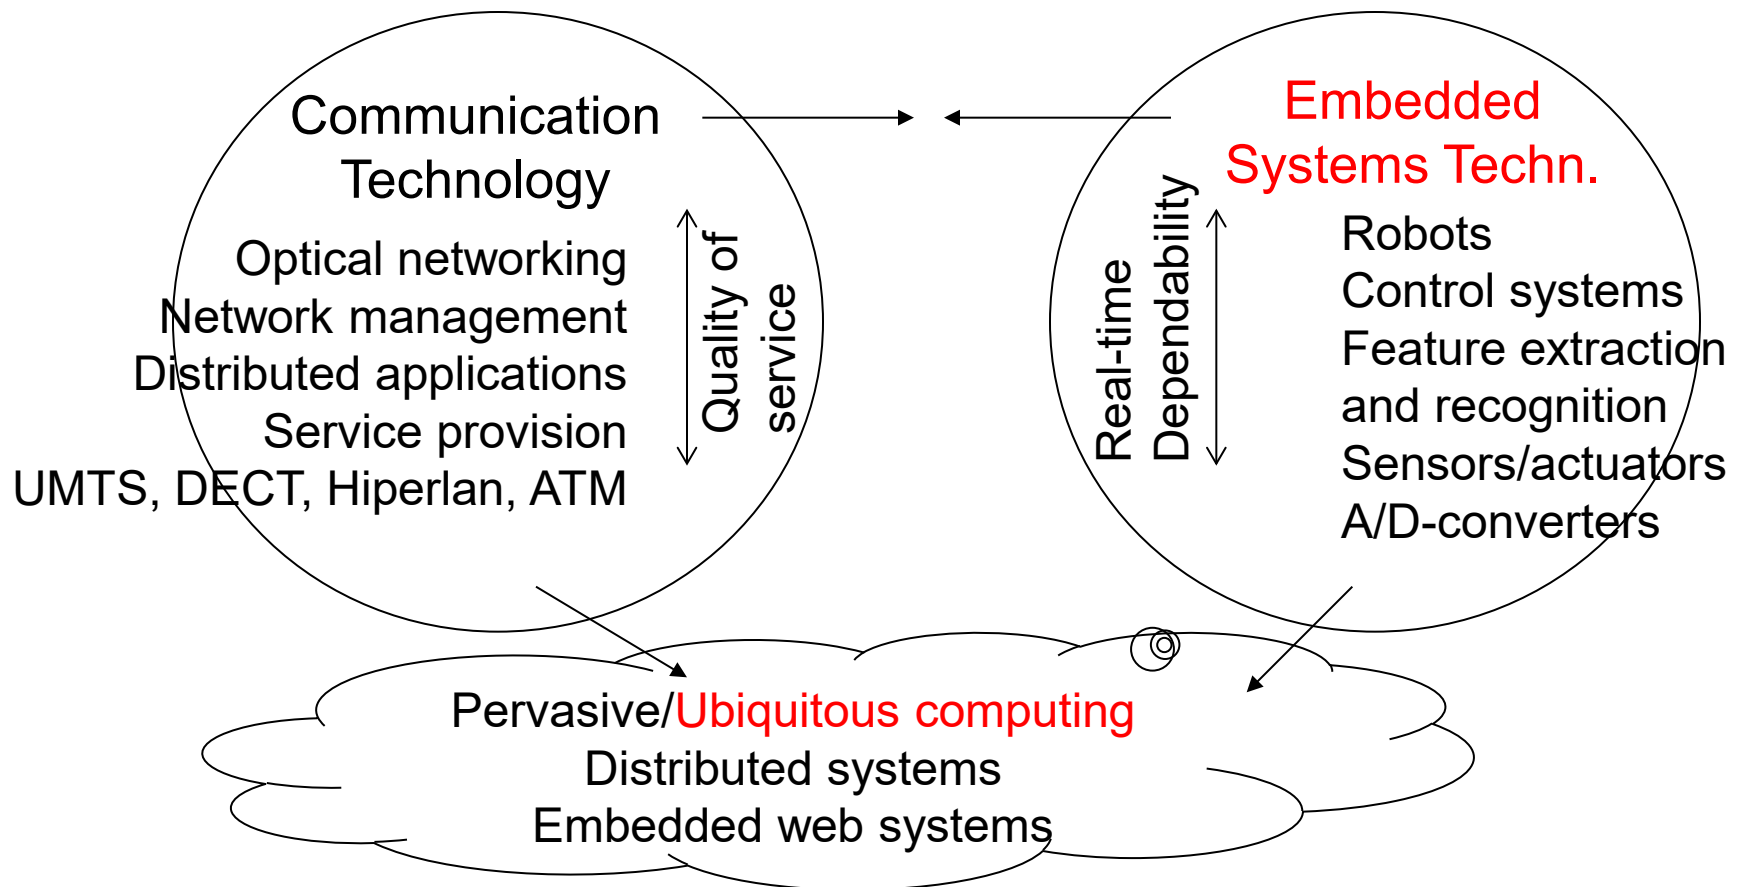 Communication
Technology
Optical networking
Network management
Distributed applications
Service provision
UMTS, DECT, Hiperlan, ATM
Quality of
service
Embedded
Systems Techn.
Real-time
Dependability
Robots
Control systems
Feature extraction
and recognition
Sensors/actuators
A/D-converters
Pervasive/Ubiquitous computing
Distributed systems
Embedded web systems